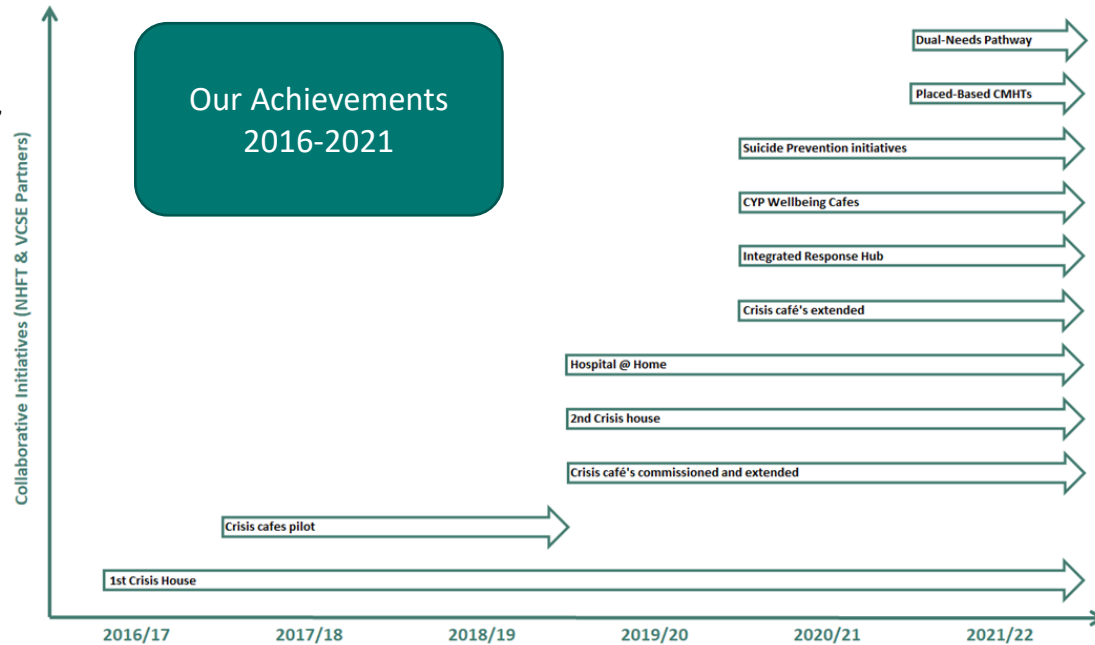 Our Achievements
2016-2021
Collaborative Initiatives (NHFT & VCSE Partners)
Dual-Needs Pathway
Placed-Based CMHTs
Suicide Prevention initiatives
CYP Wellbeing Cafes
Integrated Response Hub
Crisis café's extended
Hospital @ Home
2nd Crisis house
Crisis café's commissioned and extended
Crisis cafes pilot
1st Crisis House
2016/17
2017/18
2018/19
2019/20
2020/21
2021/22